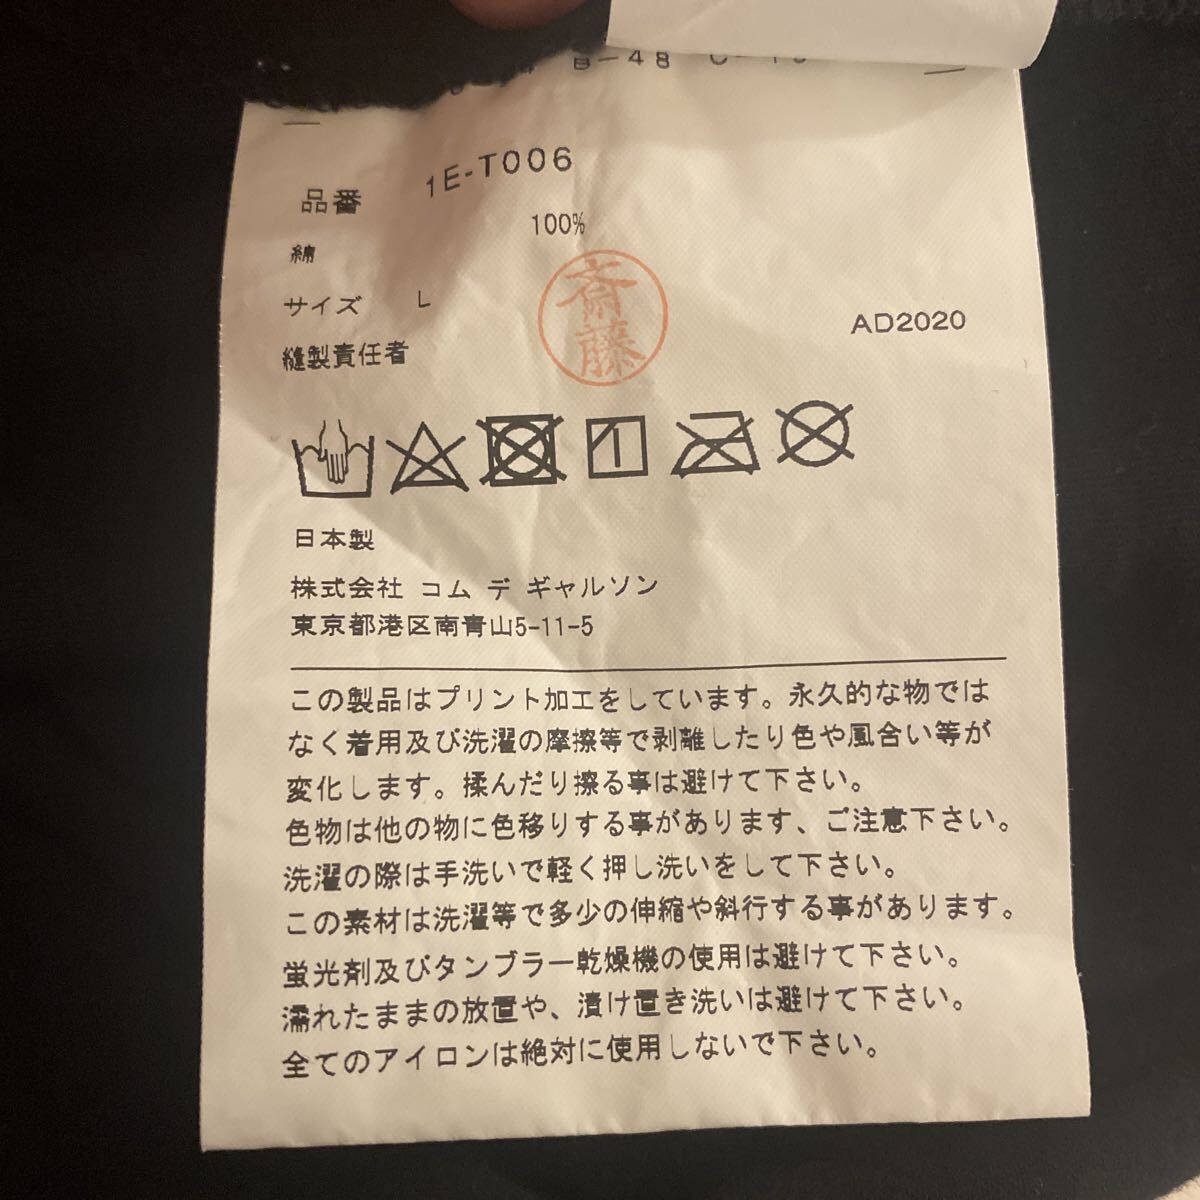 B-48
品番 1E-T006
綿 100%
サイズ L
斎藤
AD2020
縫製責任者
1
日本製
株式会社 コム デ ギャルソン
東京都港区南青山5-11-5
この製品はプリント加工をしています。永久的な物では
なく着用及び洗濯の摩擦等で剥離したり色や風合い等が
変化します。揉んだり擦る事は避けて下さい。
色物は他の物に色移りする事があります、ご注意下さい。
洗濯の際は手洗いで軽く押し洗いをして下さい。
この素材は洗濯等で多少の伸縮や斜行する事があります。
蛍光剤及びタンブラー乾燥機の使用は避けて下さい。
濡れたままの放置や、漬け置き洗いは避けて下さい。
全てのアイロンは絶対に使用しないで下さい。